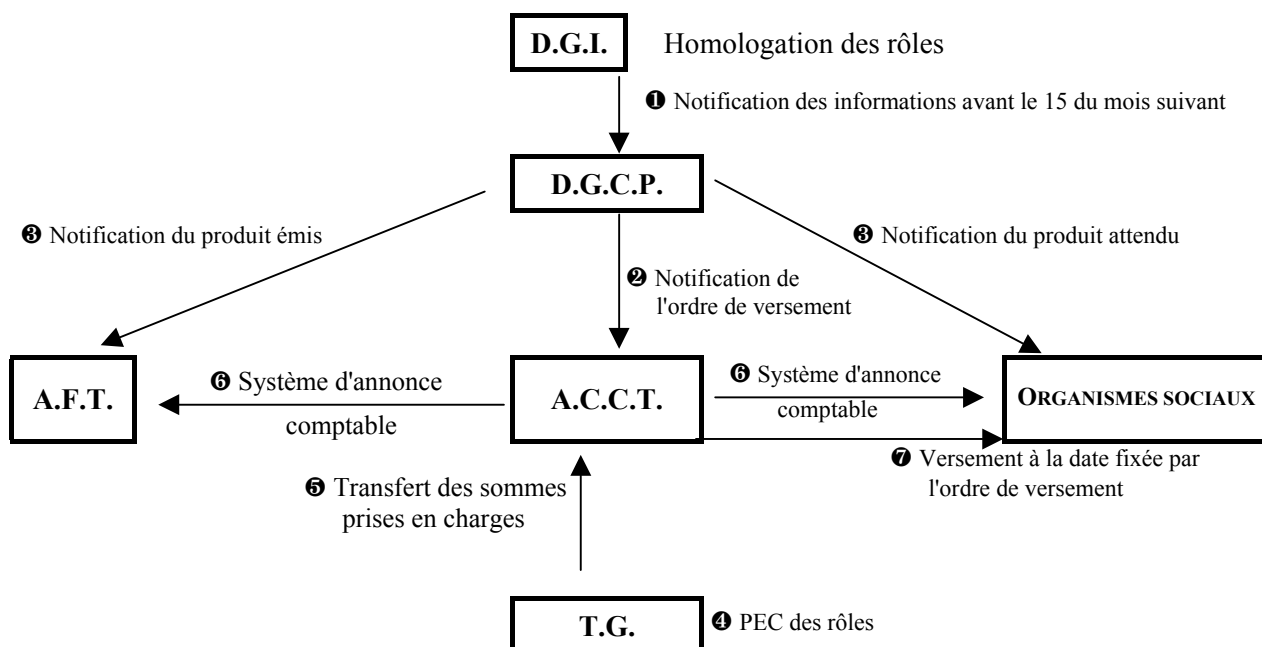 D.G.I. Homologation des rôles
❶ Notification des informations avant le 15 du mois suivant
D.G.C.P.
❸ Notification du produit émis
❸ Notification du produit attendu
❷ Notification de
l'ordre de versement
A.F.T.
❻ Système d'annonce
comptable
A.C.C.T.
❻ Système d'annonce
comptable
ORGANISMES SOCIAUX
❼ Versement à la date fixée par
l'ordre de versement
❺ Transfert des sommes
prises en charges
T.G.
❹ PEC des rôles